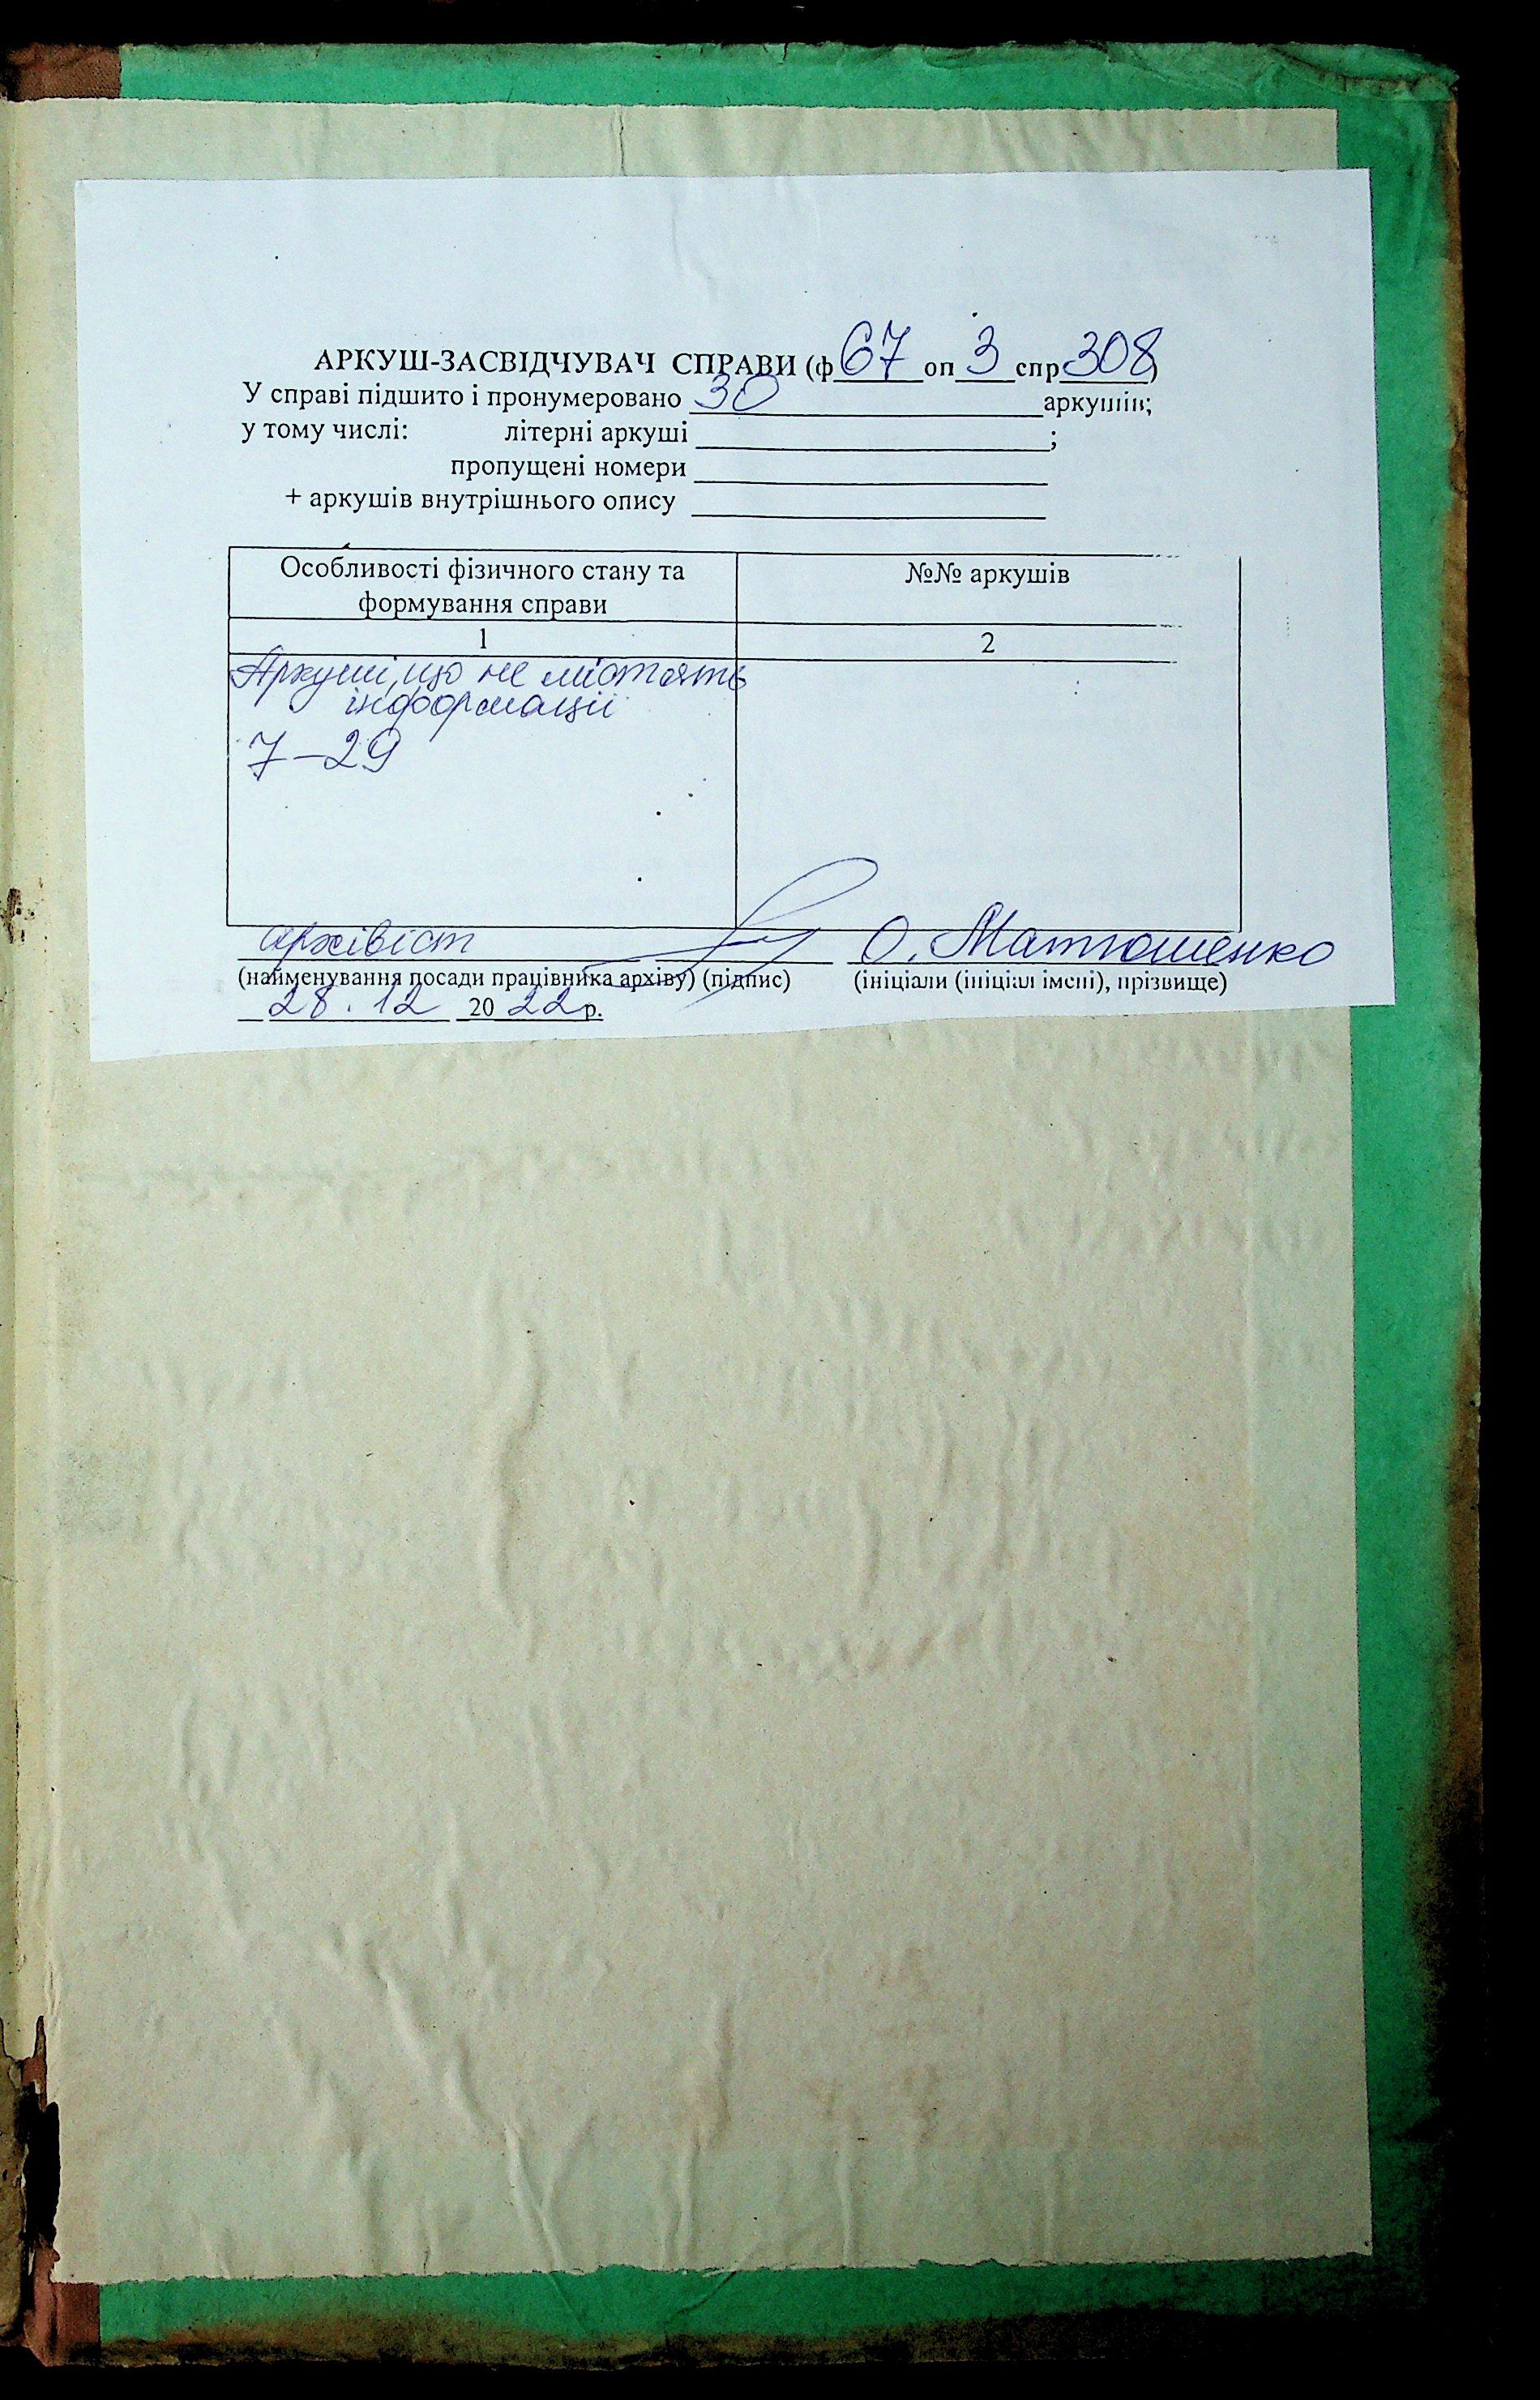 АРКУШ-ЗАСВІДЧУВАЧ СПРАВИ (ф 67 оп 3 спр 308)
У справі підшито і пронумеровано 30 аркушів;
у тому числі: літерні аркуші ;
пропущені номери
+ аркушів внутрішнього опису
Особливості фізичного стану та формування справи
№№ аркушів
1
2
Аркуші, що не містять
інформації
7-29
архівіст О. Матюшенко
(найменування посади працівника архіву) (підпис) (ініціали (ініціал імені), прізвище)
28.12 2022р.